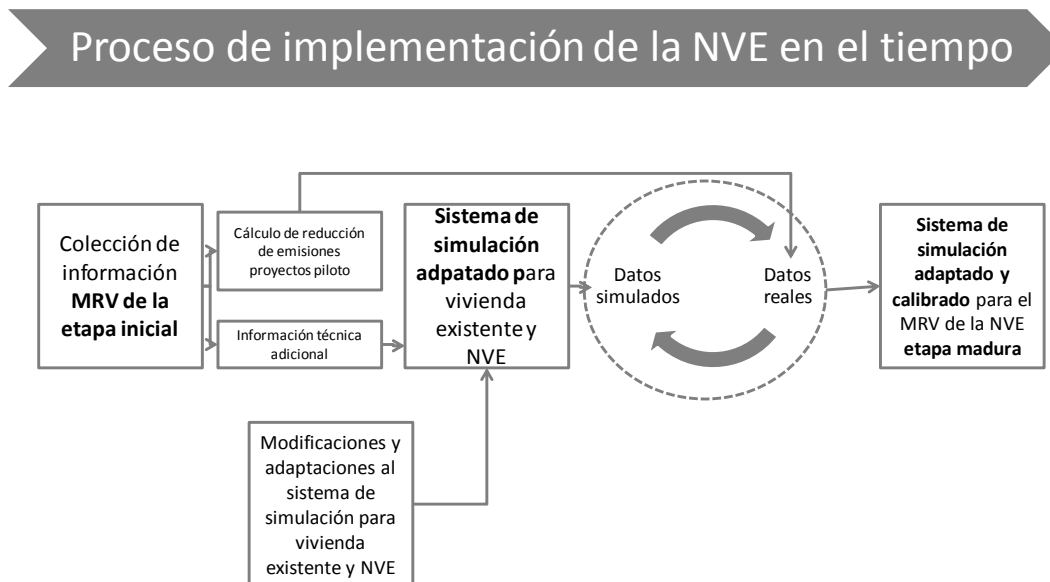 Proceso de implementación de la NVE en el tiempo
Colección de
información
MRV de la
etapa inicial
Cálculo de reducción
de emisiones
proyectos piloto
Información técnica
adicional
Sistema de
simulación
adpatado para
vivienda
existente y
NVE
Datos
simulados
Datos
reales
Sistema de
simulación
adaptado y
calibrado para el
MRV de la NVE
etapa madura
Modificaciones y
adaptaciones al
sistema de
simulación para
vivienda
existente y NVE